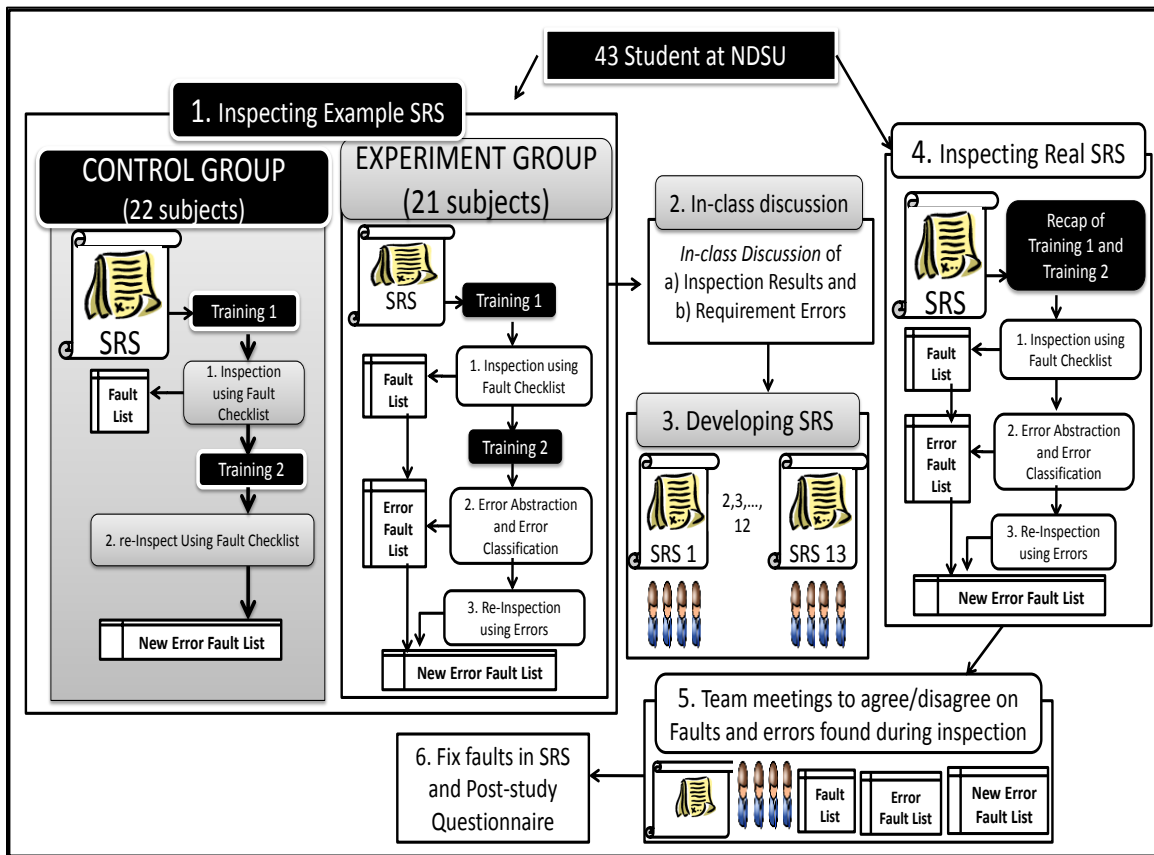 43 Student at NDSU
1. Inspecting Example SRS
CONTROL GROUP
(22 subjects)
SRS
Training 1
1. Inspection
using Fault
Checklist
Fault
List
Training 2
2. re-Inspect Using Fault Checklist
New Error Fault List
EXPERIMENT GROUP
(21 subjects)
SRS
Training 1
1. Inspection using
Fault Checklist
Fault
List
Training 2
2. Error Abstraction
and Error
Classification
Error
Fault
List
3. Re-Inspection
using Errors
New Error Fault List
2. In-class discussion
In-class Discussion of
a) Inspection Results and
b) Requirement Errors
3. Developing SRS
SRS 1
2,3,...,
12
SRS 13
4. Inspecting Real SRS
SRS
Recap of
Training 1 and
Training 2
1. Inspection using
Fault Checklist
Fault
List
2. Error Abstraction
and Error
Classification
Error
Fault
List
3. Re-Inspection
using Errors
New Error Fault List
5. Team meetings to agree/disagree on
Faults and errors found during inspection
Fault
List
Error
Fault List
New Error
Fault List
6. Fix faults in SRS
and Post-study
Questionnaire